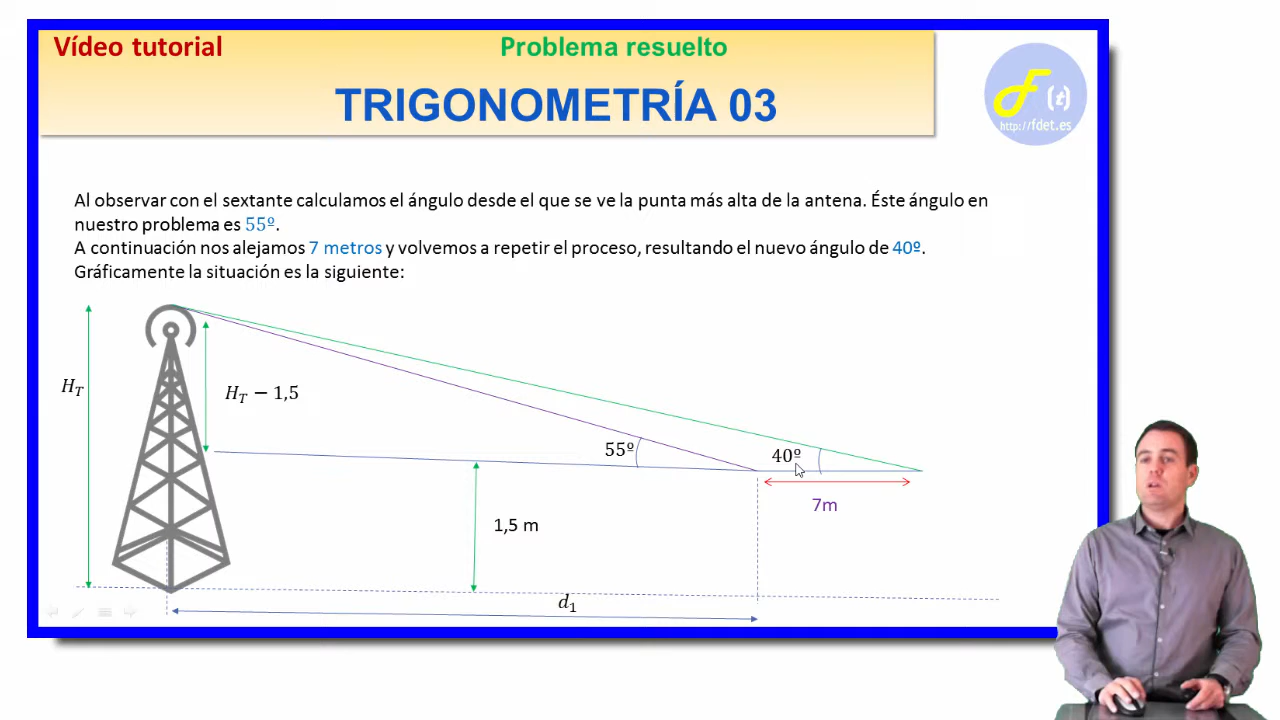 Vídeo tutorial
Problema resuelto
TRIGONOMETRÍA 03
(t)
http://fdet.es
Al observar con el sextante calculamos el ángulo desde el que se ve la punta más alta de la antena. Éste ángulo en
nuestro problema es 55º.
A continuación nos alejamos 7 metros y volvemos a repetir el proceso, resultando el nuevo ángulo de 40º.
Gráficamente la situación es la siguiente:
H_T
H_T − 1,5
55º
40º
7m
1,5 m
d_1